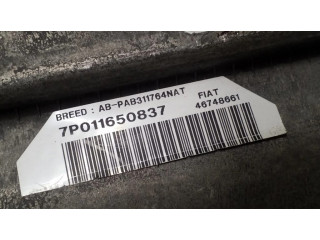 BREED : AB-PAB311764NAT FIAT
7P011650837 46748661